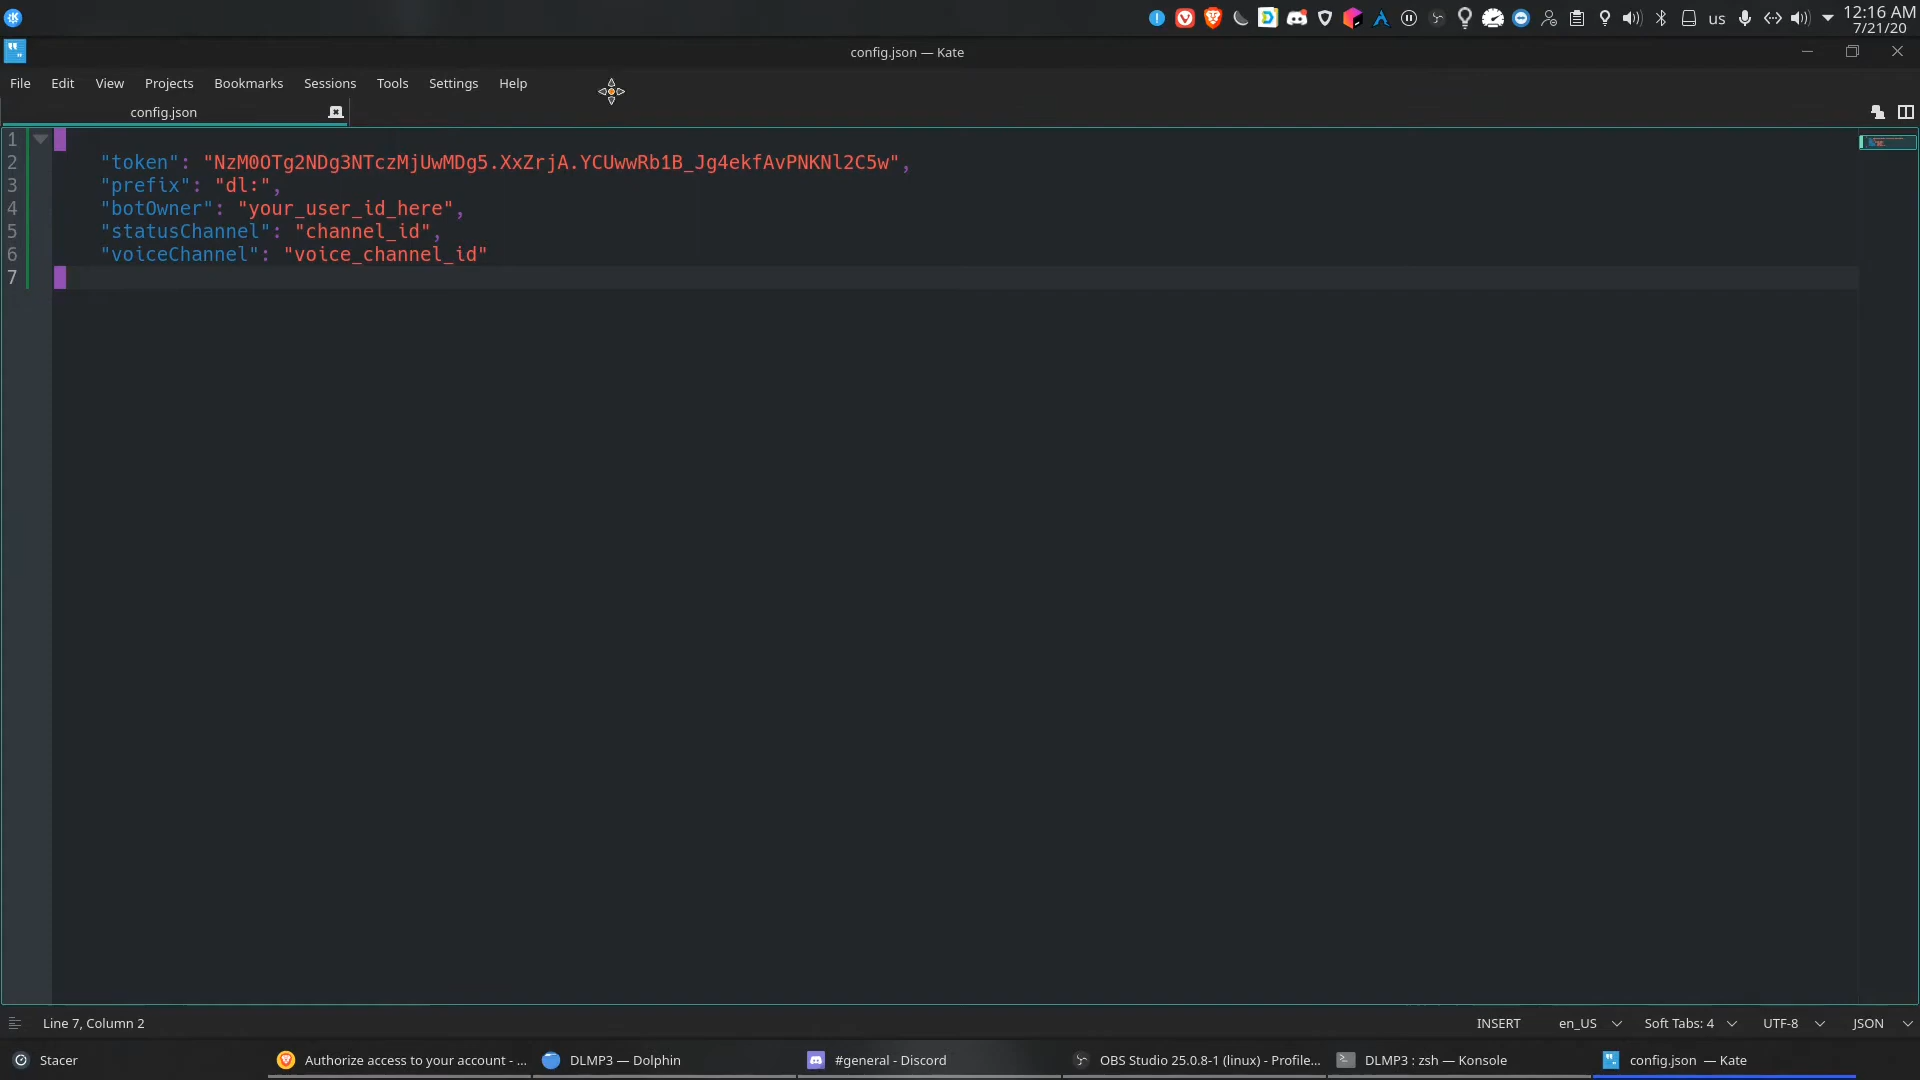 12:16 AM
us
7/21/20
config.json — Kate
File Edit View Projects Bookmarks Sessions Tools Settings Help
config.json
1
2 "token": "NzM0OTg2NDg3NTczMjUwMDg5.XxZrjA.YCUwwRb1B_Jg4ekfAvPNKNl2C5w",
3 "prefix": "dl:",
4 "botOwner": "your_user_id_here",
5 "statusChannel": "channel_id",
6 "voiceChannel": "voice_channel_id"
7
Line 7, Column 2 INSERT en_US Soft Tabs: 4 UTF-8 JSON
Stacer Authorize access to your account - ... DLMP3 — Dolphin #general - Discord OBS Studio 25.0.8-1 (linux) - Profile... DLMP3 : zsh — Konsole config.json — Kate